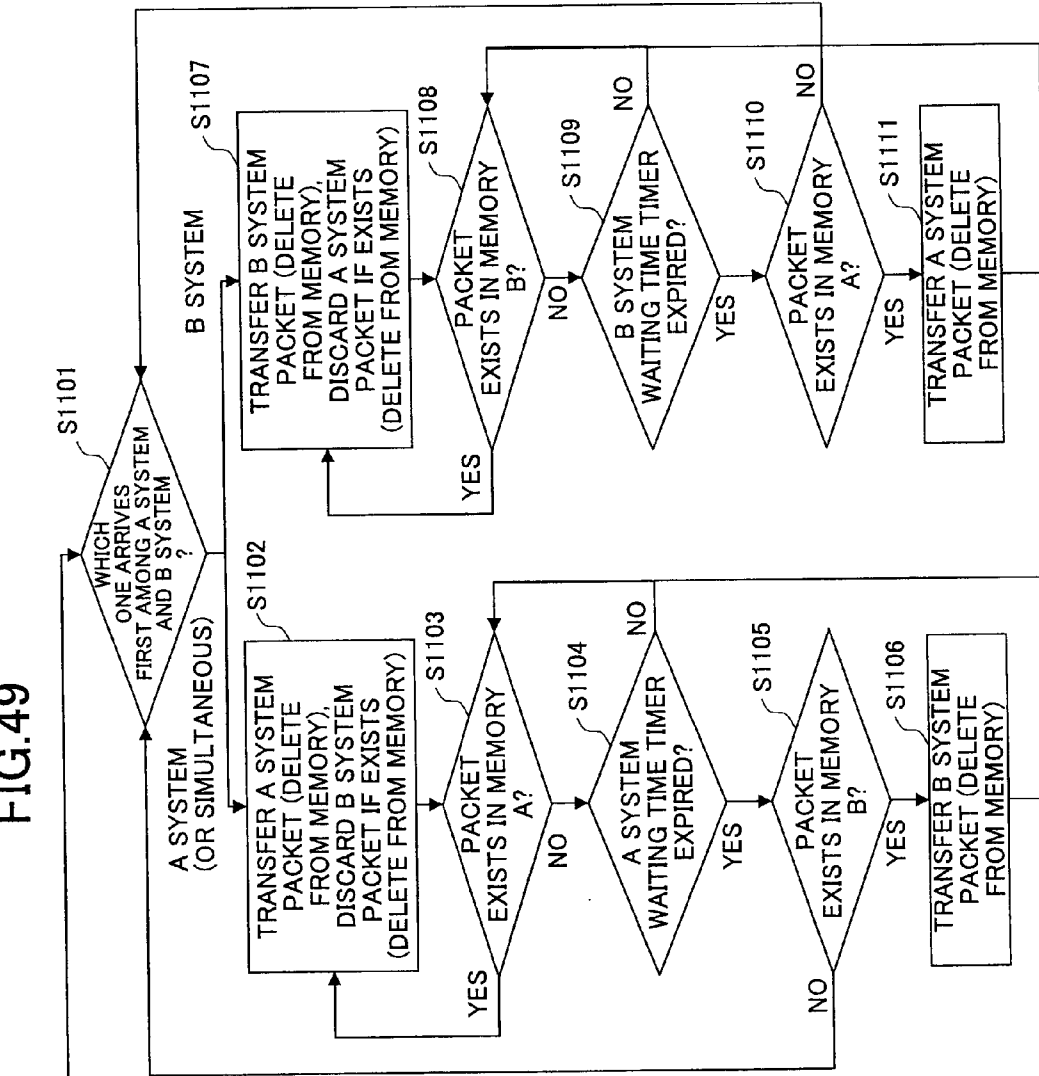 FIG.49
S1101
WHICH
ONE ARRIVES
FIRST AMONG A SYSTEM
AND B SYSTEM
?
A SYSTEM
(OR SIMULTANEOUS)
S1102
TRANSFER A SYSTEM
PACKET (DELETE
FROM MEMORY),
DISCARD B SYSTEM
PACKET IF EXISTS
(DELETE FROM MEMORY)
S1103
PACKET
EXISTS IN MEMORY
A?
YES
NO
S1104
A SYSTEM
WAITING TIME TIMER
EXPIRED?
NO
YES
S1105
PACKET
EXISTS IN MEMORY
B?
NO
YES
S1106
TRANSFER B SYSTEM
PACKET (DELETE
FROM MEMORY)
B SYSTEM
S1107
TRANSFER B SYSTEM
PACKET (DELETE
FROM MEMORY),
DISCARD A SYSTEM
PACKET IF EXISTS
(DELETE FROM MEMORY)
S1108
PACKET
EXISTS IN MEMORY
B?
YES
NO
S1109
B SYSTEM
WAITING TIME TIMER
EXPIRED?
NO
YES
S1110
PACKET
EXISTS IN MEMORY
A?
NO
YES
S1111
TRANSFER A SYSTEM
PACKET (DELETE
FROM MEMORY)